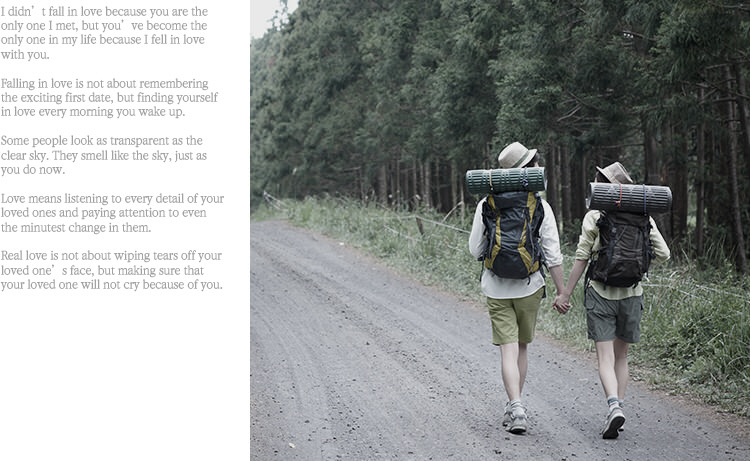 I didn’t fall in love because you are the
only one I met, but you’ve become the
only one in my life because I fell in love
with you.
Falling in love is not about remembering
the exciting first date, but finding yourself
in love every morning you wake up.
Some people look as transparent as the
clear sky. They smell like the sky, just as
you do now.
Love means listening to every detail of your
loved ones and paying attention to even
the minutest change in them.
Real love is not about wiping tears off your
loved one’s face, but making sure that
your loved one will not cry because of you.